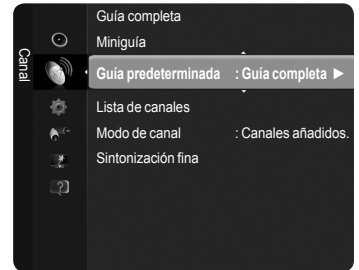 Canal
Guía completa
Miniguía
Guía predeterminada : Guía completa ►
Lista de canales
Modo de canal : Canales añadidos.
Sintonización fina